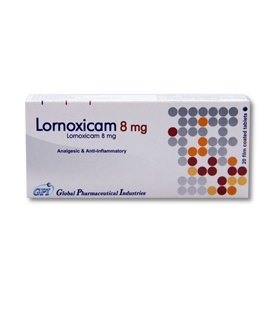 Lornoxicam 8 mg
Lornoxicam 8 mg
Analgesic & Anti-Inflammatory
GPI Global Pharmaceutical Industries
20 film coated tablets